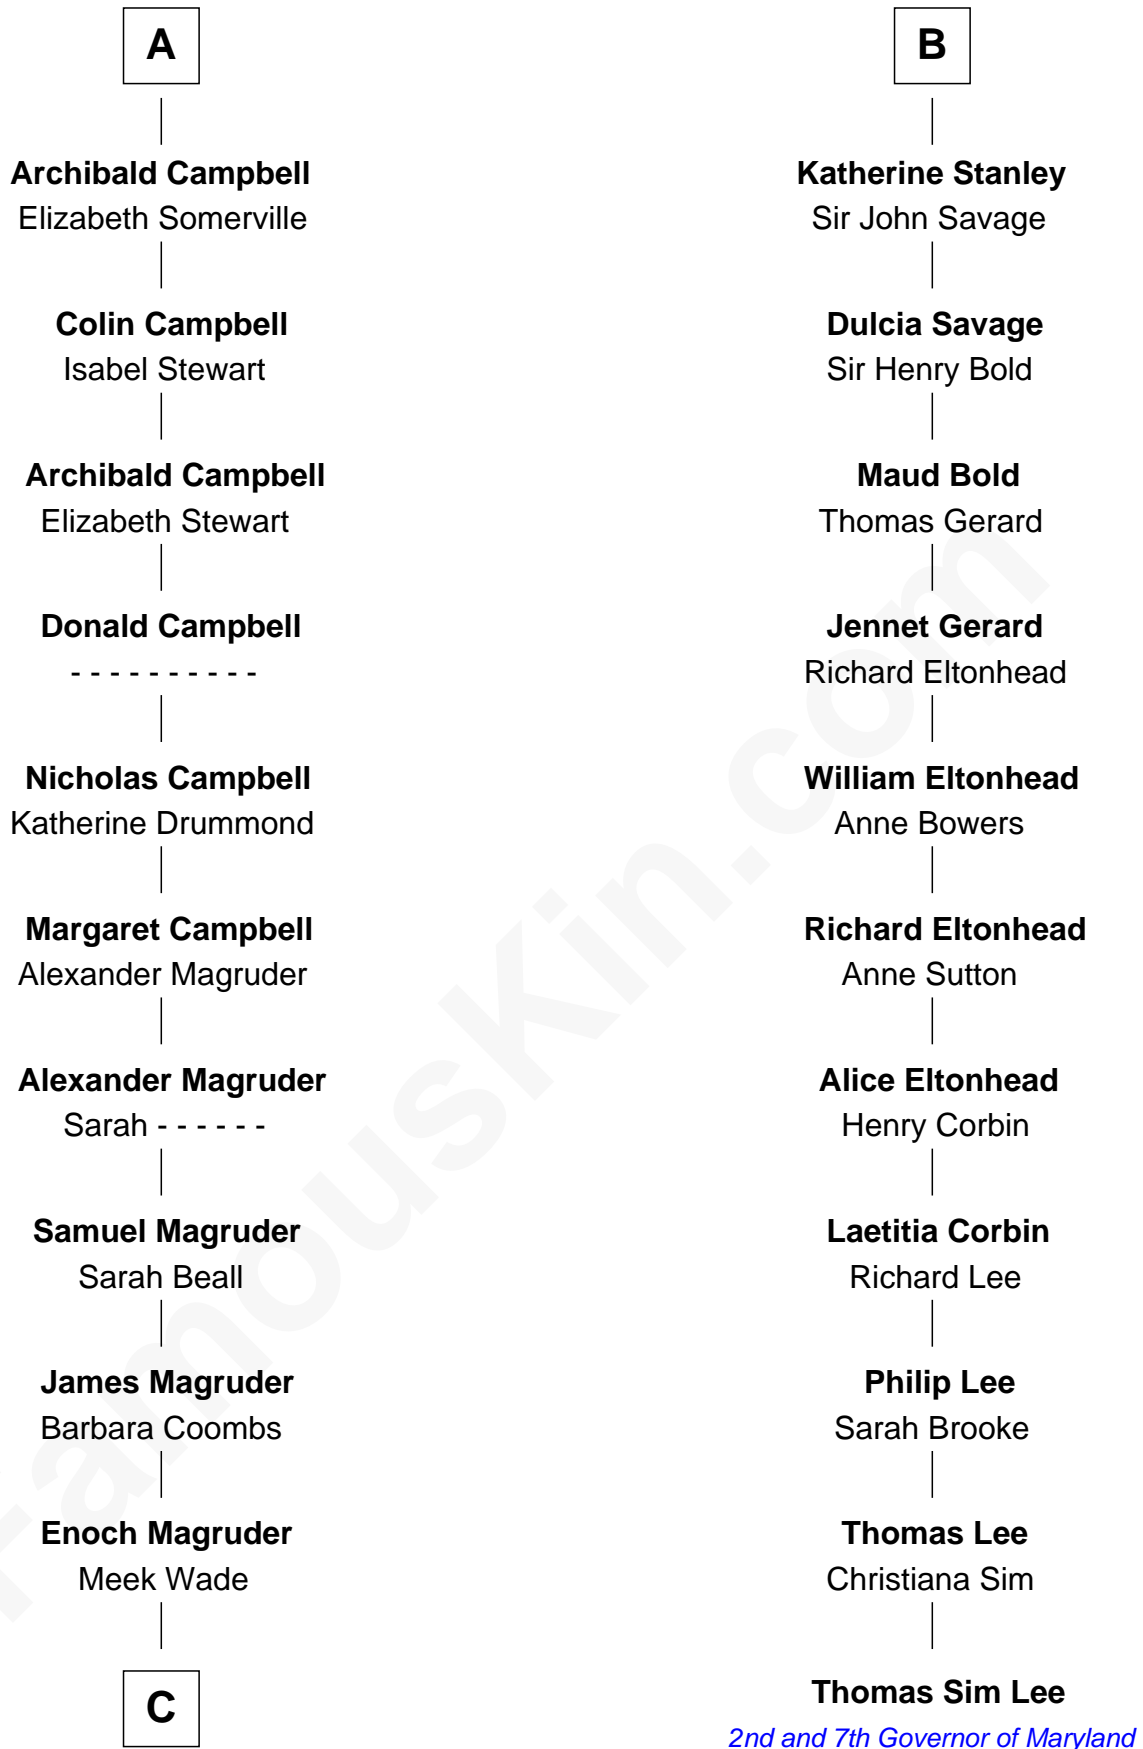 A
Archibald Campbell
Elizabeth Somerville
Colin Campbell
Isabel Stewart
Archibald Campbell
Elizabeth Stewart
Donald Campbell
- - - - - - - - - -
Nicholas Campbell
Katherine Drummond
Margaret Campbell
Alexander Magruder
Alexander Magruder
Sarah - - - - - -
Samuel Magruder
Sarah Beall
James Magruder
Barbara Coombs
Enoch Magruder
Meek Wade
C
B
Katherine Stanley
Sir John Savage
Dulcia Savage
Sir Henry Bold
Maud Bold
Thomas Gerard
Jennet Gerard
Richard Eltonhead
William Eltonhead
Anne Bowers
Richard Eltonhead
Anne Sutton
Alice Eltonhead
Henry Corbin
Laetitia Corbin
Richard Lee
Philip Lee
Sarah Brooke
Thomas Lee
Christiana Sim
Thomas Sim Lee
2nd and 7th Governor of Maryland
FamousKin.com